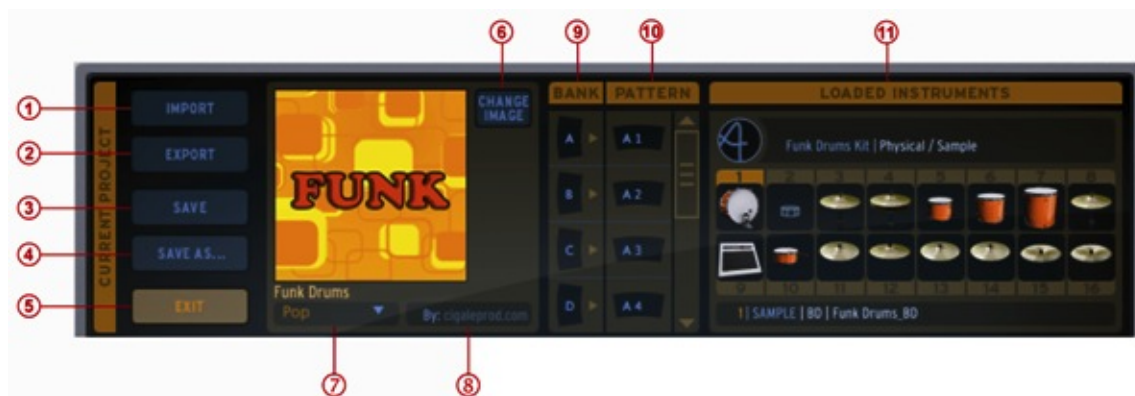 6
9
10
11
1
2
3
4
5
CURRENT PROJECT
IMPORT
EXPORT
SAVE
SAVE AS...
EXIT
CHANGE
IMAGE
FUNK
Funk Drums
Pop
By: cigaleprod.com
BANK
A
B
C
D
PATTERN
A 1
A 2
A 3
A 4
LOADED INSTRUMENTS
Funk Drums Kit | Physical / Sample
1 2 3 4 5 6 7 8
9 10 11 12 13 14 15 16
1 | SAMPLE | BD | Funk Drums_BD
7
8